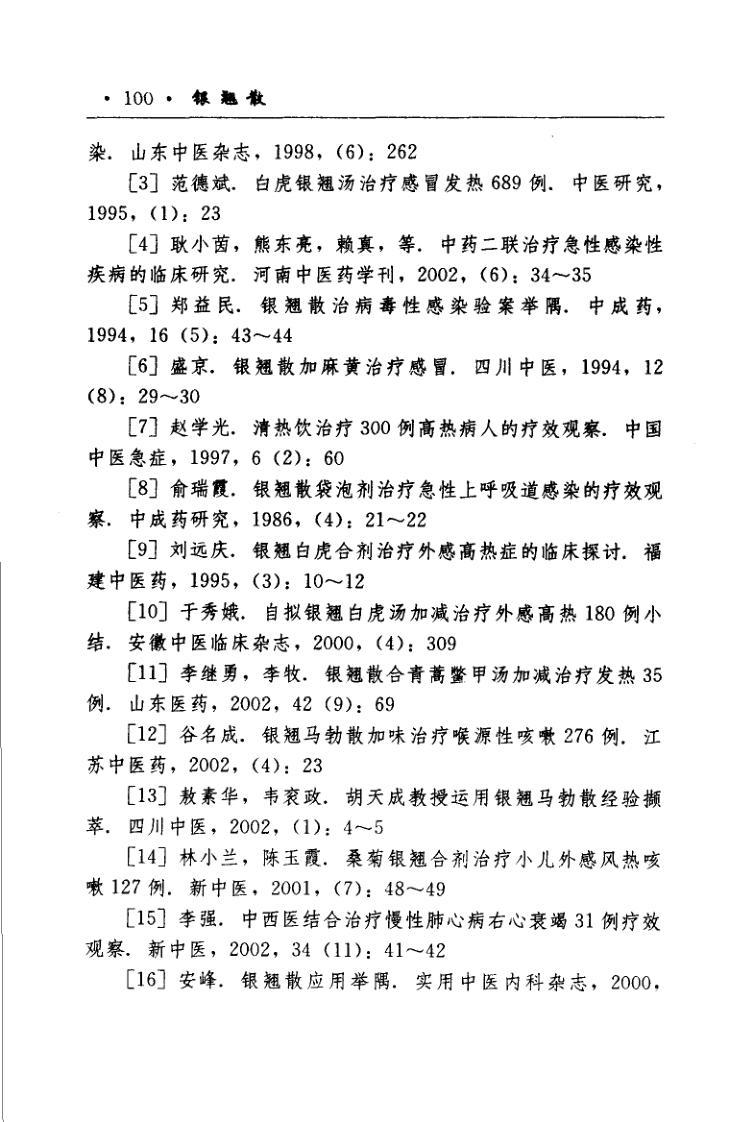 · 100 · 银翘散
染. 山东中医杂志, 1998, (6): 262
[3] 范德斌. 白虎银翘汤治疗感冒发热 689 例. 中医研究,
1995, (1): 23
[4] 耿小茵, 熊东亮, 赖真, 等. 中药二联治疗急性感染性
疾病的临床研究. 河南中医药学刊, 2002, (6): 34～35
[5] 郑益民. 银翘散治病毒性感染验案举隅. 中成药,
1994, 16 (5): 43～44
[6] 盛京. 银翘散加麻黄治疗感冒. 四川中医, 1994, 12
(8): 29～30
[7] 赵学光. 清热饮治疗 300 例高热病人的疗效观察. 中国
中医急症, 1997, 6 (2): 60
[8] 俞瑞霞. 银翘散袋泡剂治疗急性上呼吸道感染的疗效观
察. 中成药研究, 1986, (4): 21～22
[9] 刘远庆. 银翘白虎合剂治疗外感高热症的临床探讨. 福
建中医药, 1995, (3): 10～12
[10] 于秀娥. 自拟银翘白虎汤加减治疗外感高热 180 例小
结. 安徽中医临床杂志, 2000, (4): 309
[11] 李继勇, 李牧. 银翘散合青蒿鳖甲汤加减治疗发热 35
例. 山东医药, 2002, 42 (9): 69
[12] 谷名成. 银翘马勃散加味治疗喉源性咳嗽 276 例. 江
苏中医药, 2002, (4): 23
[13] 敖素华, 韦衮政. 胡天成教授运用银翘马勃散经验撷
萃. 四川中医, 2002, (1): 4～5
[14] 林小兰, 陈玉霞. 桑菊银翘合剂治疗小儿外感风热咳
嗽 127 例. 新中医, 2001, (7): 48～49
[15] 李强. 中西医结合治疗慢性肺心病右心衰竭 31 例疗效
观察. 新中医, 2002, 34 (11): 41～42
[16] 安峰. 银翘散应用举隅. 实用中医内科杂志, 2000,